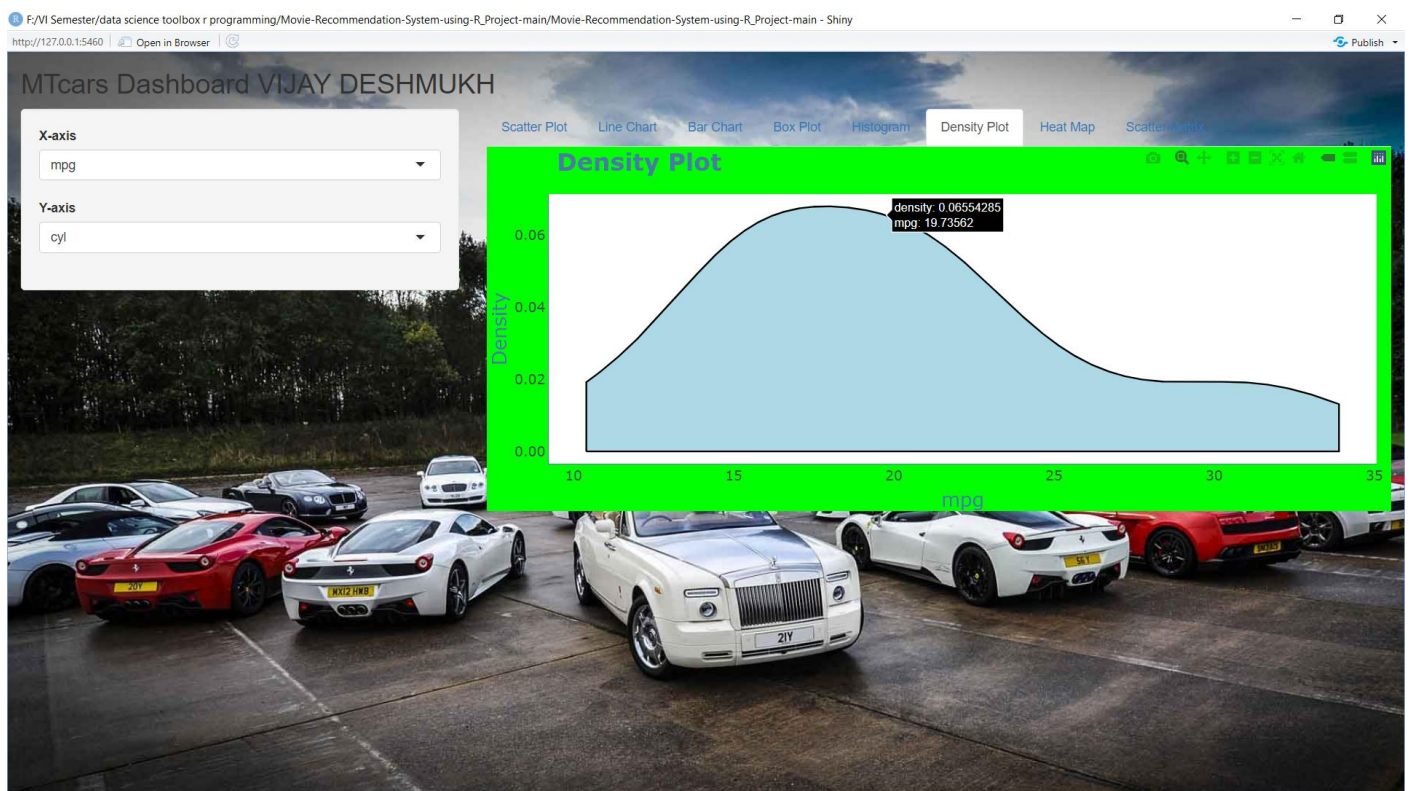 F:/VI Semester/data science toolbox r programming/Movie-Recommendation-System-using-R_Project-main/Movie-Recommendation-System-using-R_Project-main - Shiny
http://127.0.0.1:5460 Open in Browser Publish
MTcars Dashboard VIJAY DESHMUKH
X-axis
mpg
Y-axis
cyl
Scatter Plot Line Chart Bar Chart Box Plot Histogram Density Plot Heat Map Scatter Matrix
Density Plot
density: 0.06554285
mpg: 19.73562
0.06
0.04
0.02
0.00
Density
10 15 20 25 30 35
mpg
20Y
MX12 HWB
21Y
S6 Y